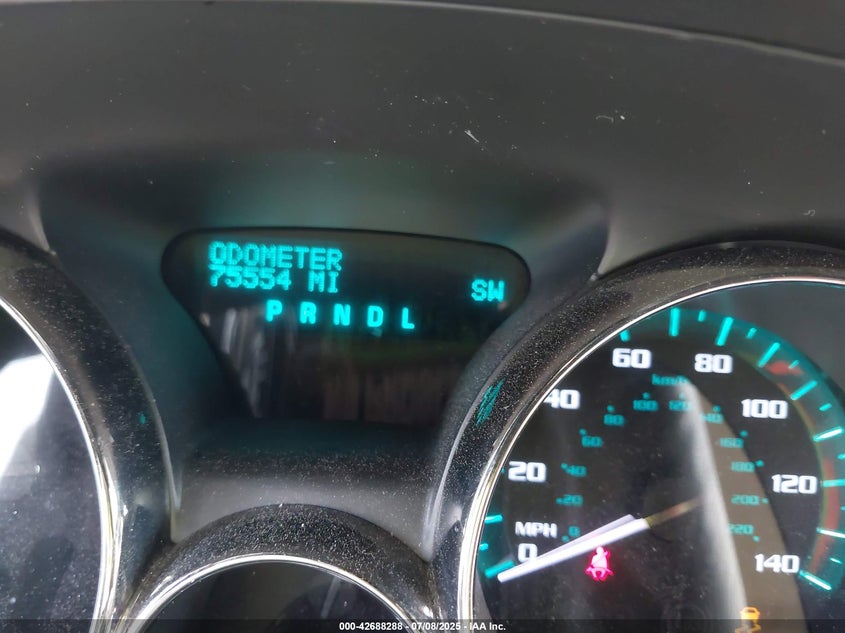 ODOMETER
75554 MI
SW
P R N D L
0 20 40 60 80 100 120 140
MPH
km/h
0 20 40 60 80 100 120 140 160 180 200 220
000-42688288 - 07/08/2025 - IAA Inc.